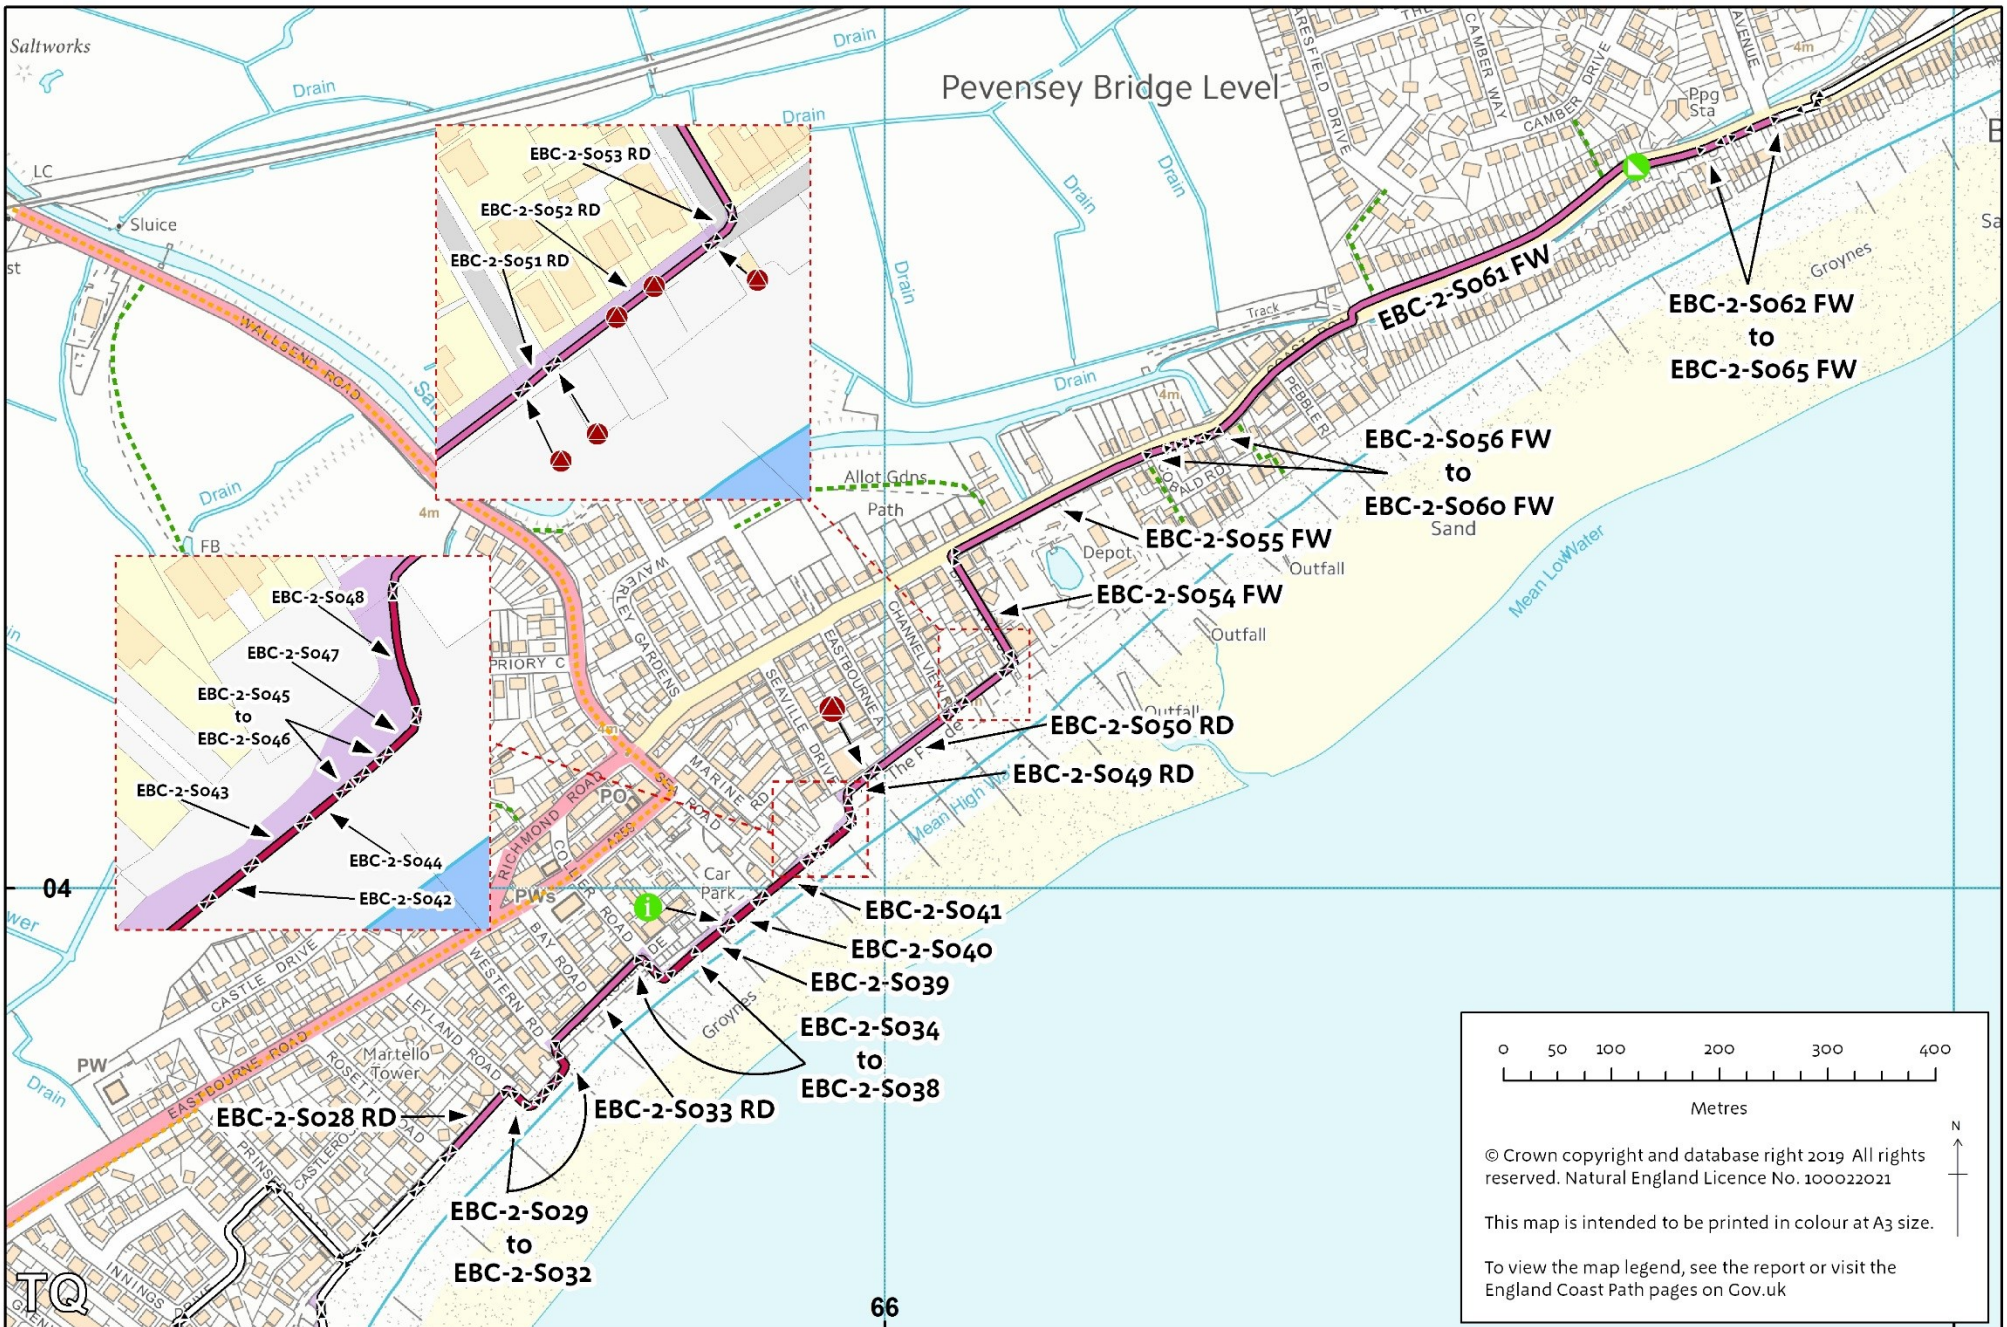 Saltworks
Drain
Drain
Pevensey Bridge Level
Drain
Drain
Drain
Drain
Drain
Drain
Drain
LC
Sluice
WALLSEND ROAD
4m
FB
EBC-2-S053 RD
EBC-2-S052 RD
EBC-2-S051 RD
CAMBER WAY
CAMBER DRIVE
AVENUE
4m
Ppg
Sta
EBC-2-S061 FW
Groynes
EBC-2-S062 FW
to
EBC-2-S065 FW
Track
4m
EBC-2-S056 FW
to
EBC-2-S060 FW
Sand
Allot Gdns
Path
EBC-2-S055 FW
Depot
Outfall
Mean Low Water
EBC-2-S054 FW
Outfall
Outfall
WAVERLEY GARDENS
PRIORY C
SEAVILLE DRIVE
MARINE RD
EBC-2-S050 RD
EBC-2-S049 RD
Mean High Wa
EBC-2-S048
EBC-2-S047
EBC-2-S045
to
EBC-2-S046
EBC-2-S043
EBC-2-S044
EBC-2-S042
04
RICHMOND ROAD
PO
A259
PWs
Car
Park
i
EBC-2-S041
EBC-2-S040
EBC-2-S039
EBC-2-S034
to
EBC-2-S038
Groynes
CASTLE DRIVE
BAY ROAD
WESTERN RD
LEYLAND ROAD
Martello
Tower
PW
Drain
EASTBOURNE ROAD
EBC-2-S028 RD
EBC-2-S033 RD
EBC-2-S029
to
EBC-2-S032
TQ
66
0 50 100 200 300 400
Metres
N
© Crown copyright and database right 2019 All rights
reserved. Natural England Licence No. 100022021
This map is intended to be printed in colour at A3 size.
To view the map legend, see the report or visit the
England Coast Path pages on Gov.uk